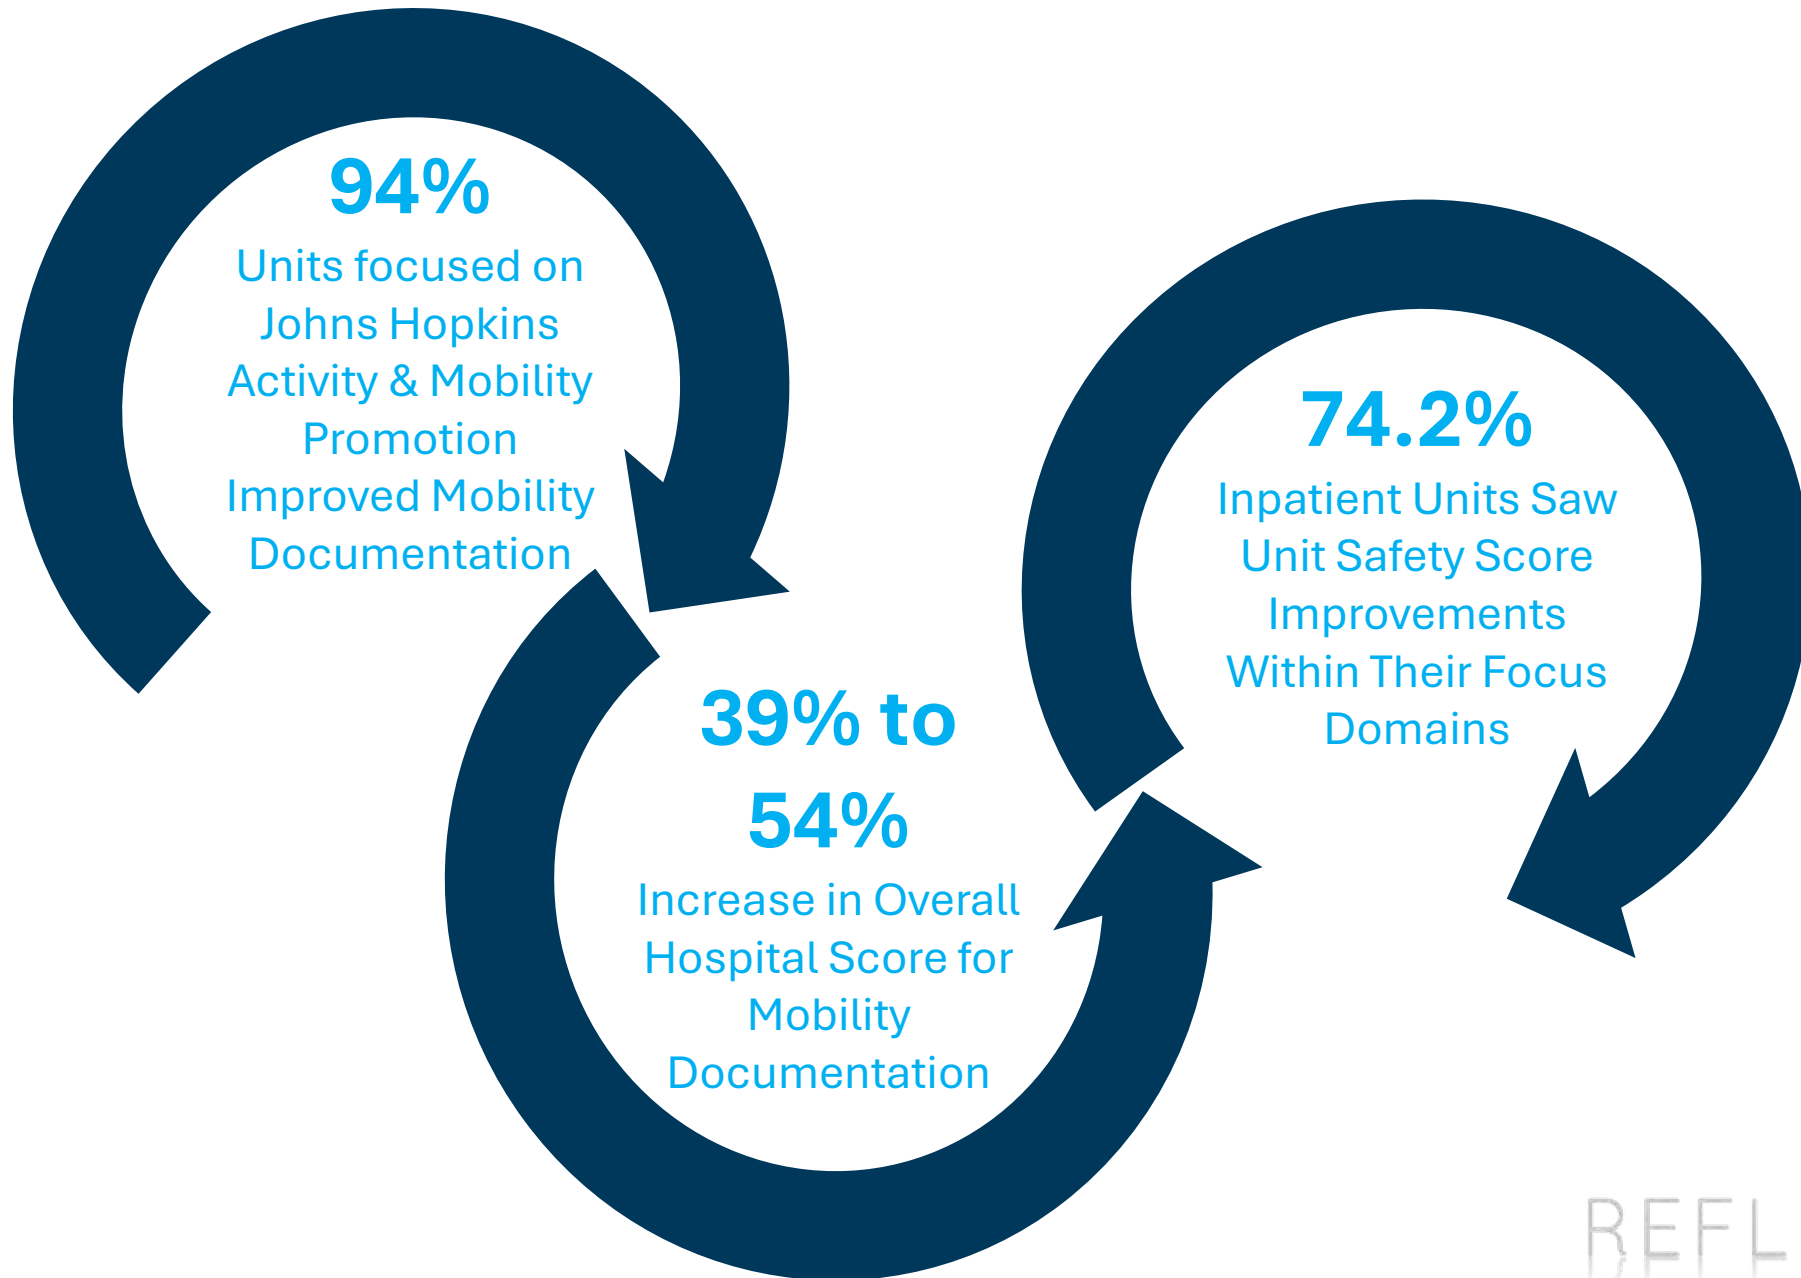 94%
Units focused on
Johns Hopkins
Activity & Mobility
Promotion
Improved Mobility
Documentation
39% to
54%
Increase in Overall
Hospital Score for
Mobility
Documentation
74.2%
Inpatient Units Saw
Unit Safety Score
Improvements
Within Their Focus
Domains
REFL